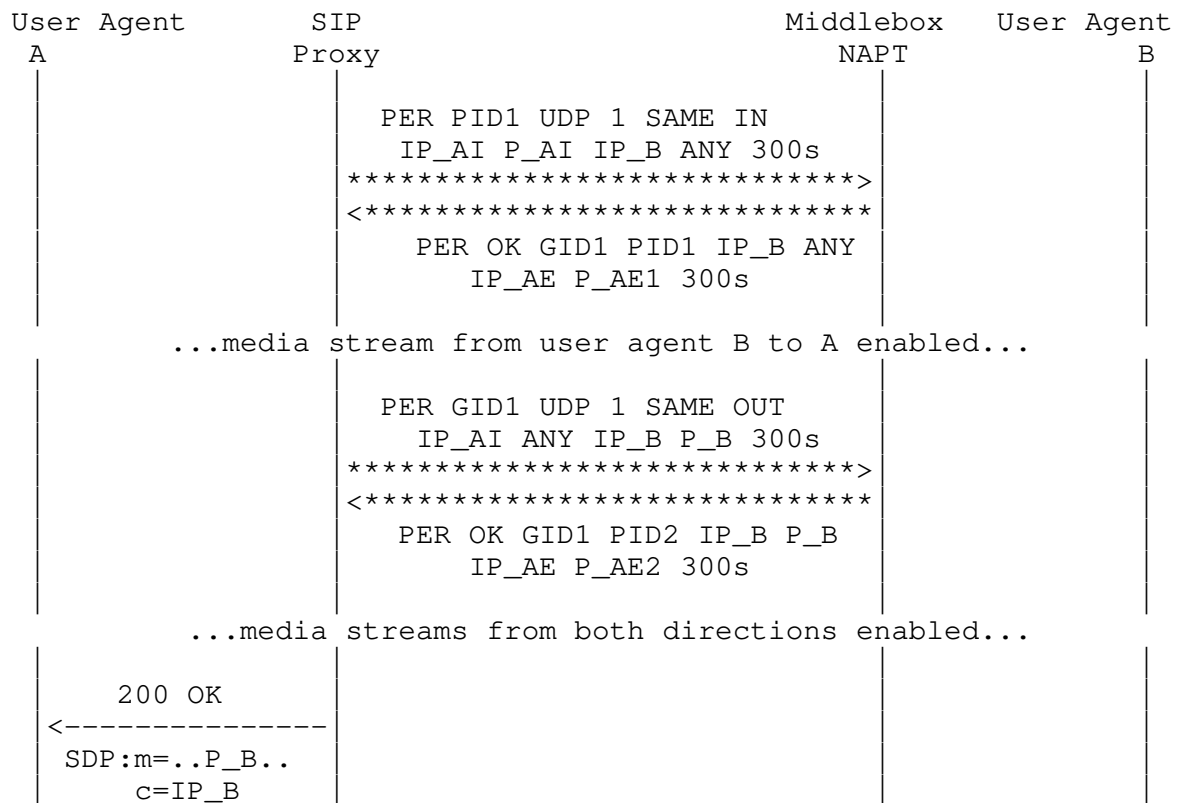 User Agent SIP Middlebox User Agent
A Proxy NAPT B
PER PID1 UDP 1 SAME IN
IP_AI P_AI IP_B ANY 300s
*****************************>
<*****************************
PER OK GID1 PID1 IP_B ANY
IP_AE P_AE1 300s
...media stream from user agent B to A enabled...
PER GID1 UDP 1 SAME OUT
IP_AI ANY IP_B P_B 300s
*****************************>
<*****************************
PER OK GID1 PID2 IP_B P_B
IP_AE P_AE2 300s
...media streams from both directions enabled...
200 OK
<---------------
SDP:m=..P_B..
c=IP_B